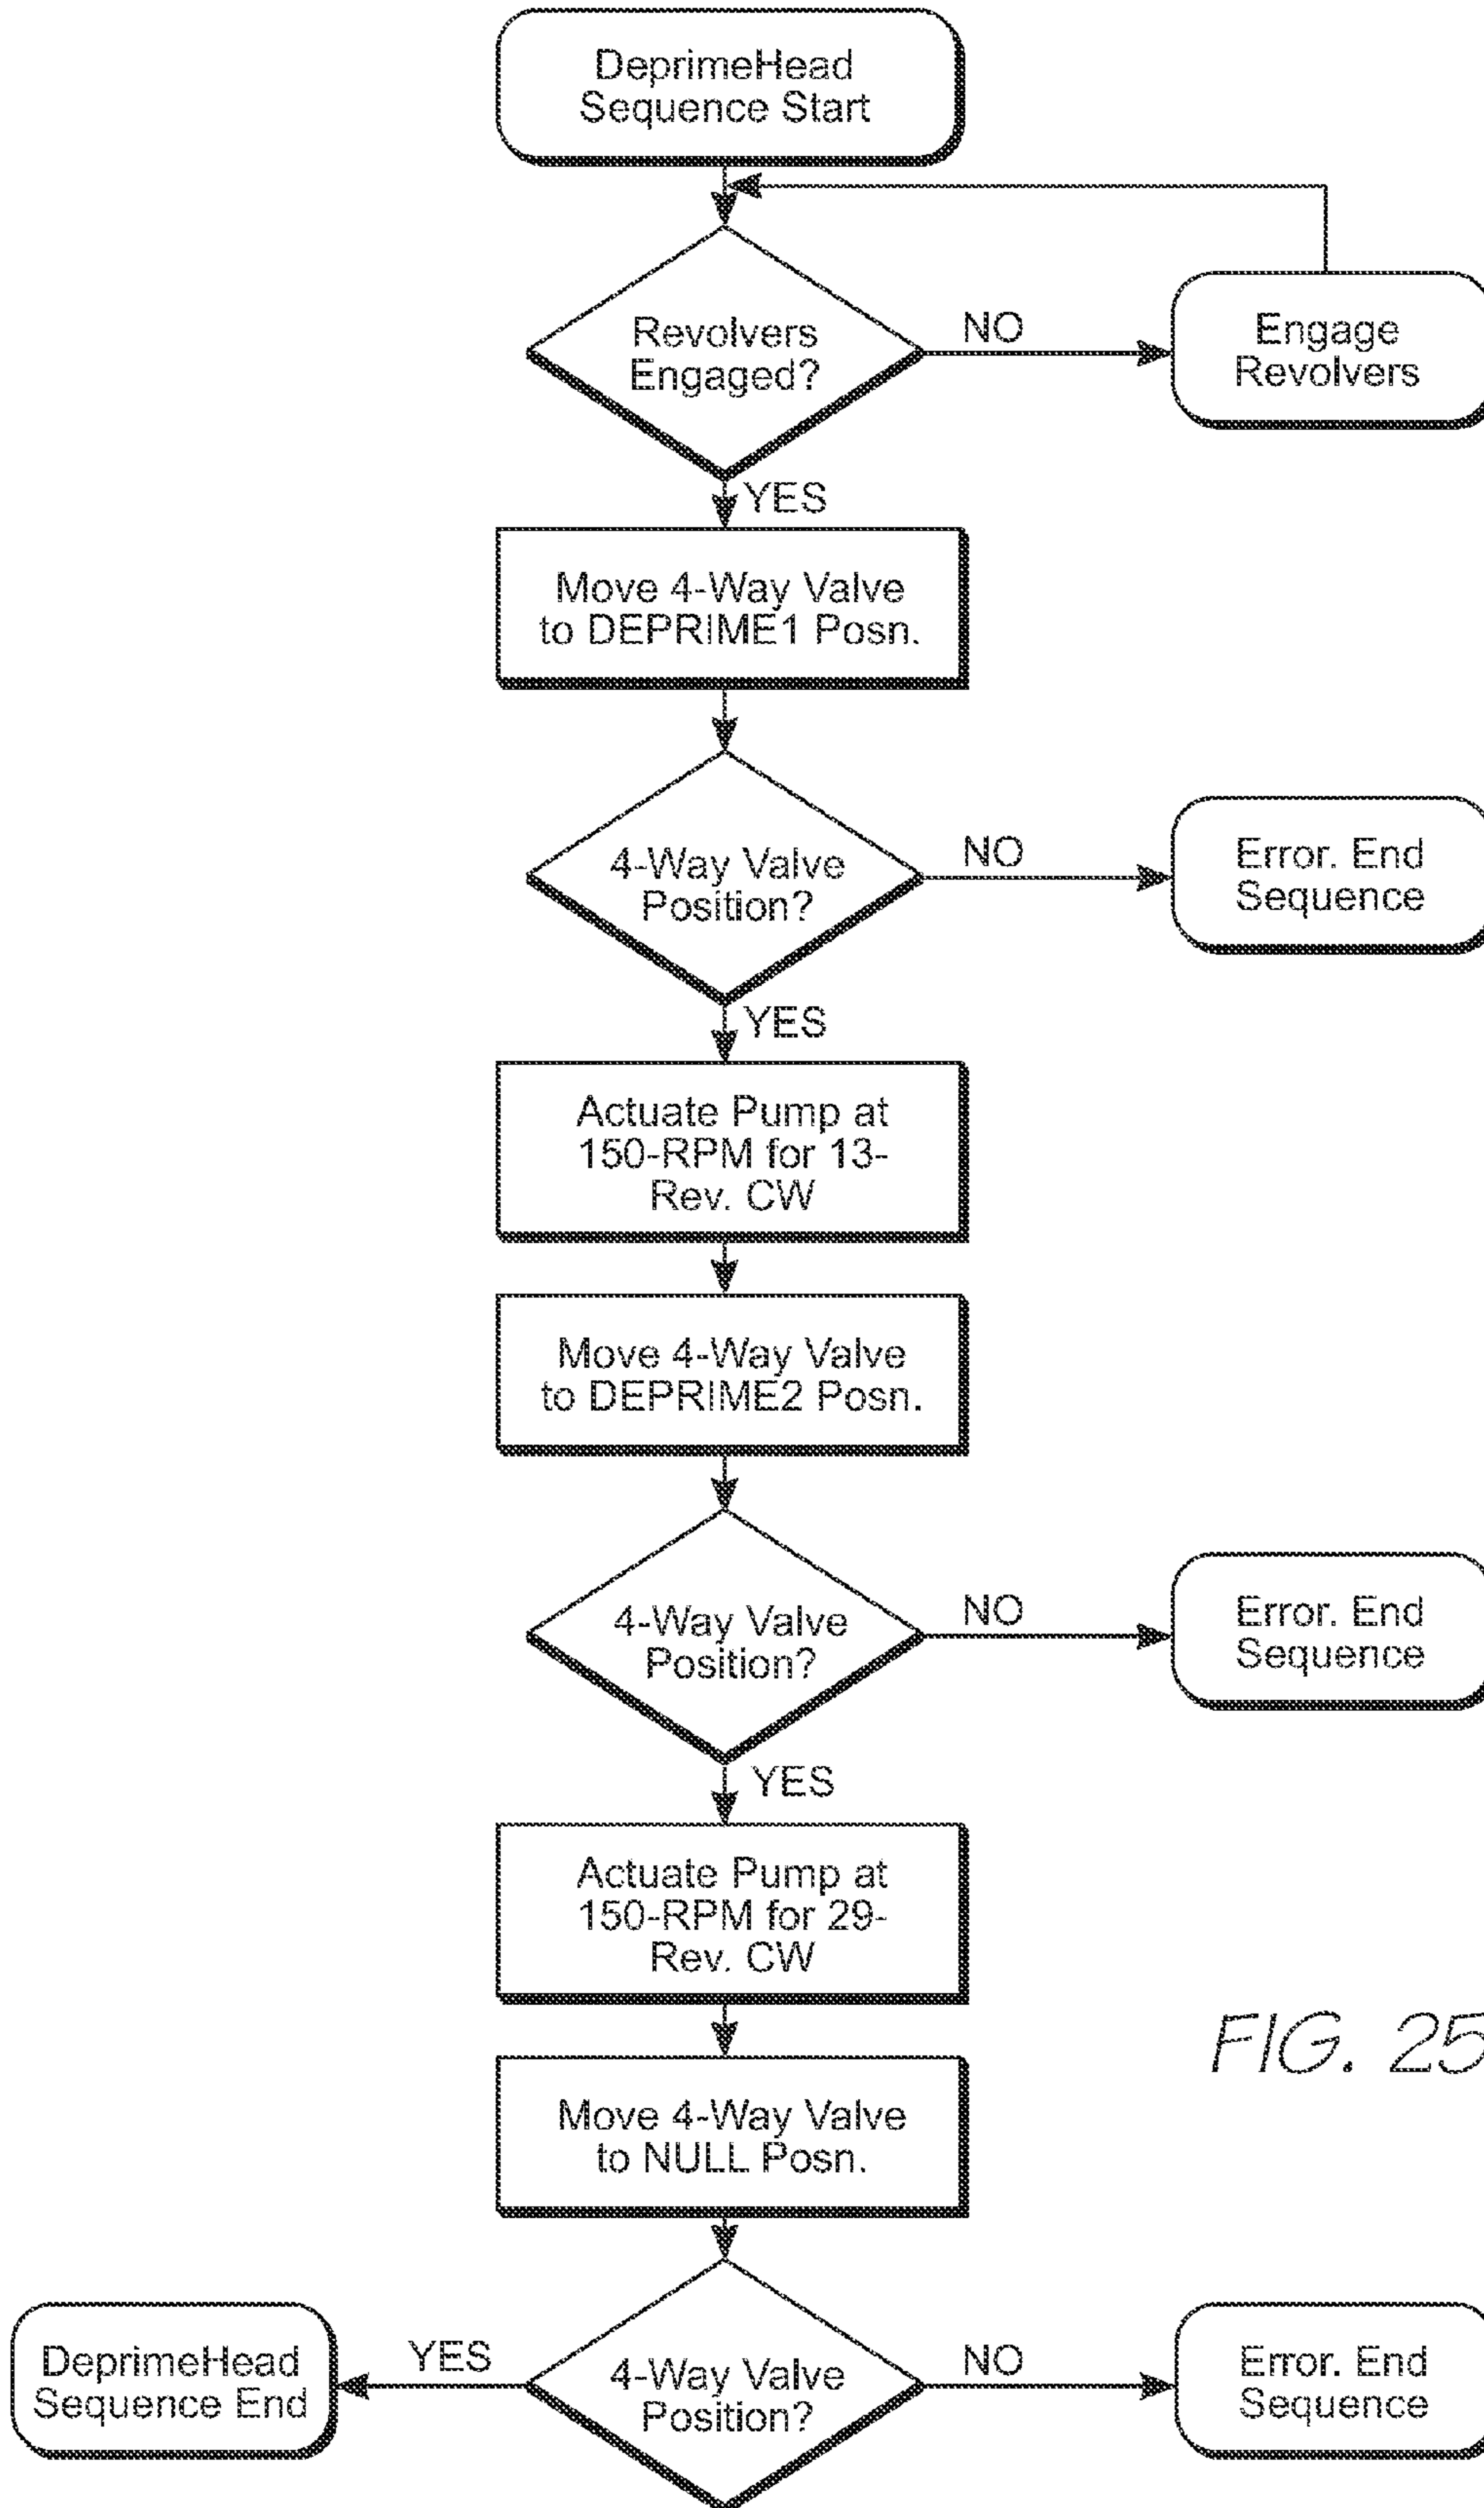 DeprimeHead
Sequence Start
Revolvers
Engaged?
NO
Engage
Revolvers
YES
Move 4-Way Valve
to DEPRIME1 Posn.
4-Way Valve
Position?
NO
Error. End
Sequence
YES
Actuate Pump at
150-RPM for 13-
Rev. CW
Move 4-Way Valve
to DEPRIME2 Posn.
4-Way Valve
Position?
NO
Error. End
Sequence
YES
Actuate Pump at
150-RPM for 29-
Rev. CW
FIG. 25
Move 4-Way Valve
to NULL Posn.
DeprimeHead
Sequence End
YES
4-Way Valve
Position?
NO
Error. End
Sequence